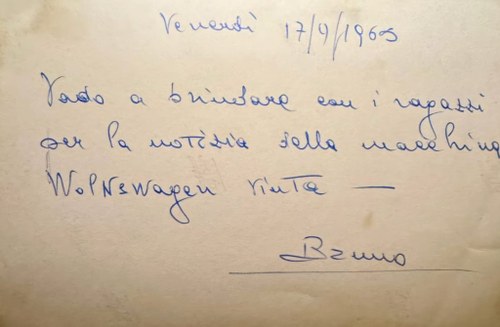 Venerdì 17/9/1965
Vado a brindare con i ragazzi
per la notizia della macchina
Wolkswagen vinta —
Bruno